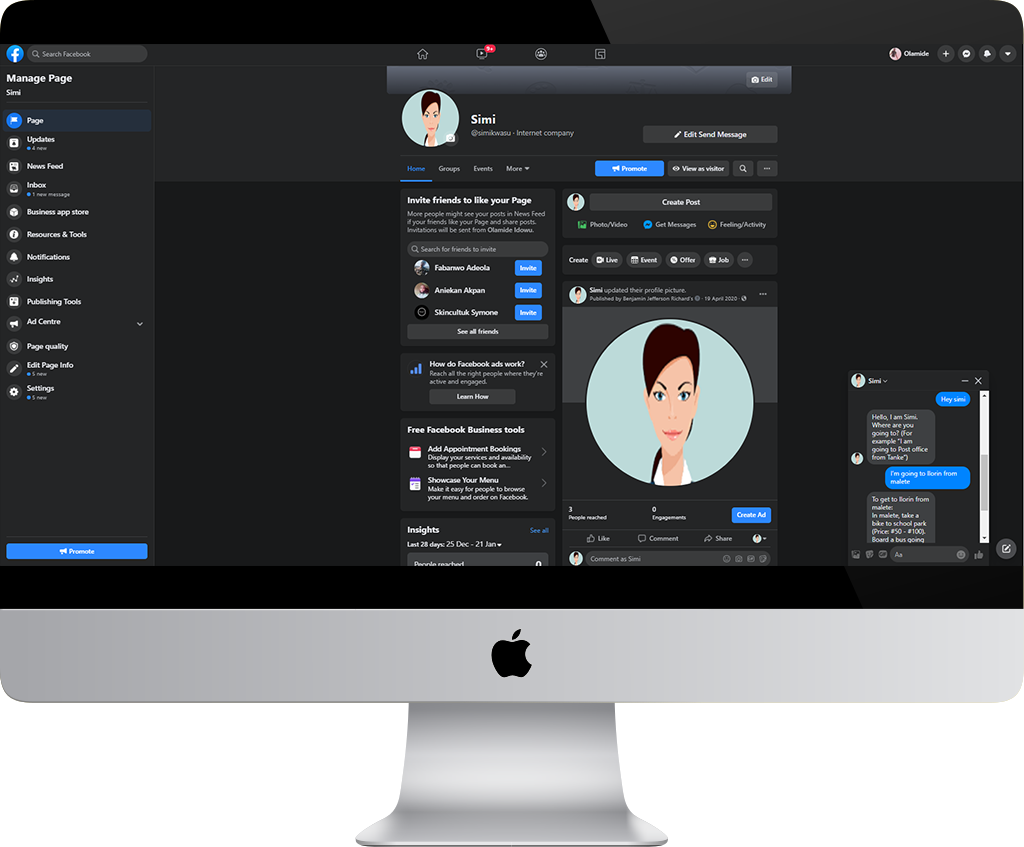 Search Facebook
9+
Olamide
Manage Page
Simi
Page
Updates
4 new
News Feed
Inbox
1 new message
Business app store
Resources & Tools
Notifications
Insights
Publishing Tools
Ad Centre
Page quality
Edit Page Info
5 new
Settings
5 new
Promote
Edit
Simi
@simikwasu · Internet company
Edit Send Message
Home
Groups
Events
More
Promote
View as visitor
Invite friends to like your Page
More people might see your posts in News Feed
if your friends like your Page and share posts.
Invitations will be sent from Olamide Idowu.
Search for friends to invite
Fabanwo Adeola
Invite
Aniekan Akpan
Invite
Skincultuk Symone
Invite
See all friends
How do Facebook ads work?
Reach all the right people where they're
active and engaged.
Learn How
Free Facebook Business tools
Add Appointment Bookings
Display your services and availability
so that people can book an...
Showcase Your Menu
Make it easy for people to browse
your menu and order on Facebook.
Insights
See all
Last 28 days: 25 Dec - 21 Jan
People reached
0
Create Post
Photo/Video
Get Messages
Feeling/Activity
Create
Live
Event
Offer
Job
Simi updated their profile picture.
Published by Benjamin Jefferson Richard's · 19 April 2020 ·
3
People reached
0
Engagements
Create Ad
Like
Comment
Share
Comment as Simi
Simi
Hey simi
Hello, I am Simi.
Where are you
going to? (For
example "I am
going to Post office
from Tanke")
I'm going to Ilorin from
malete
To get to Ilorin from
malete:
In malete, take a
bike to school park
(Price: #50 - #100).
Board a bus going
Aa